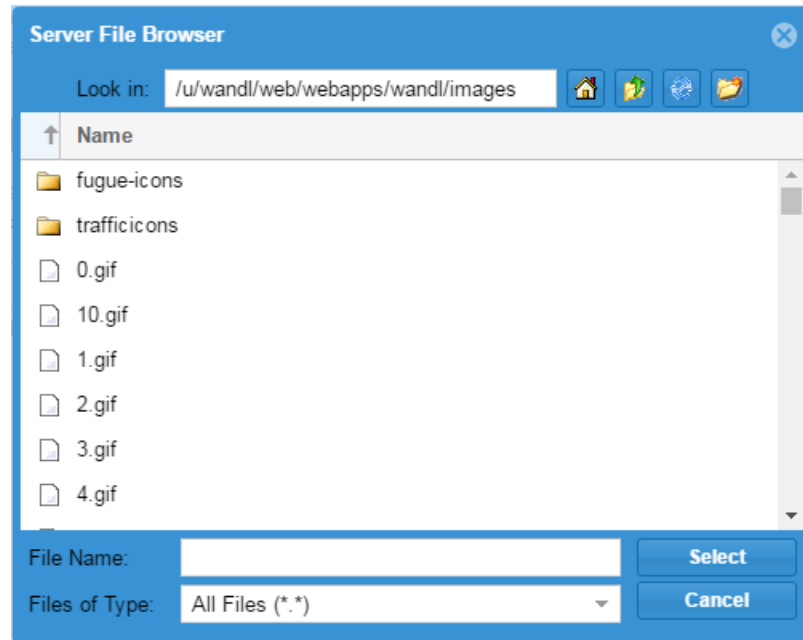 Server File Browser
Look in: /u/wandl/web/webapps/wandl/images
Name
fugue-icons
trafficicons
0.gif
10.gif
1.gif
2.gif
3.gif
4.gif
File Name: Select
Files of Type: All Files (*.*) Cancel